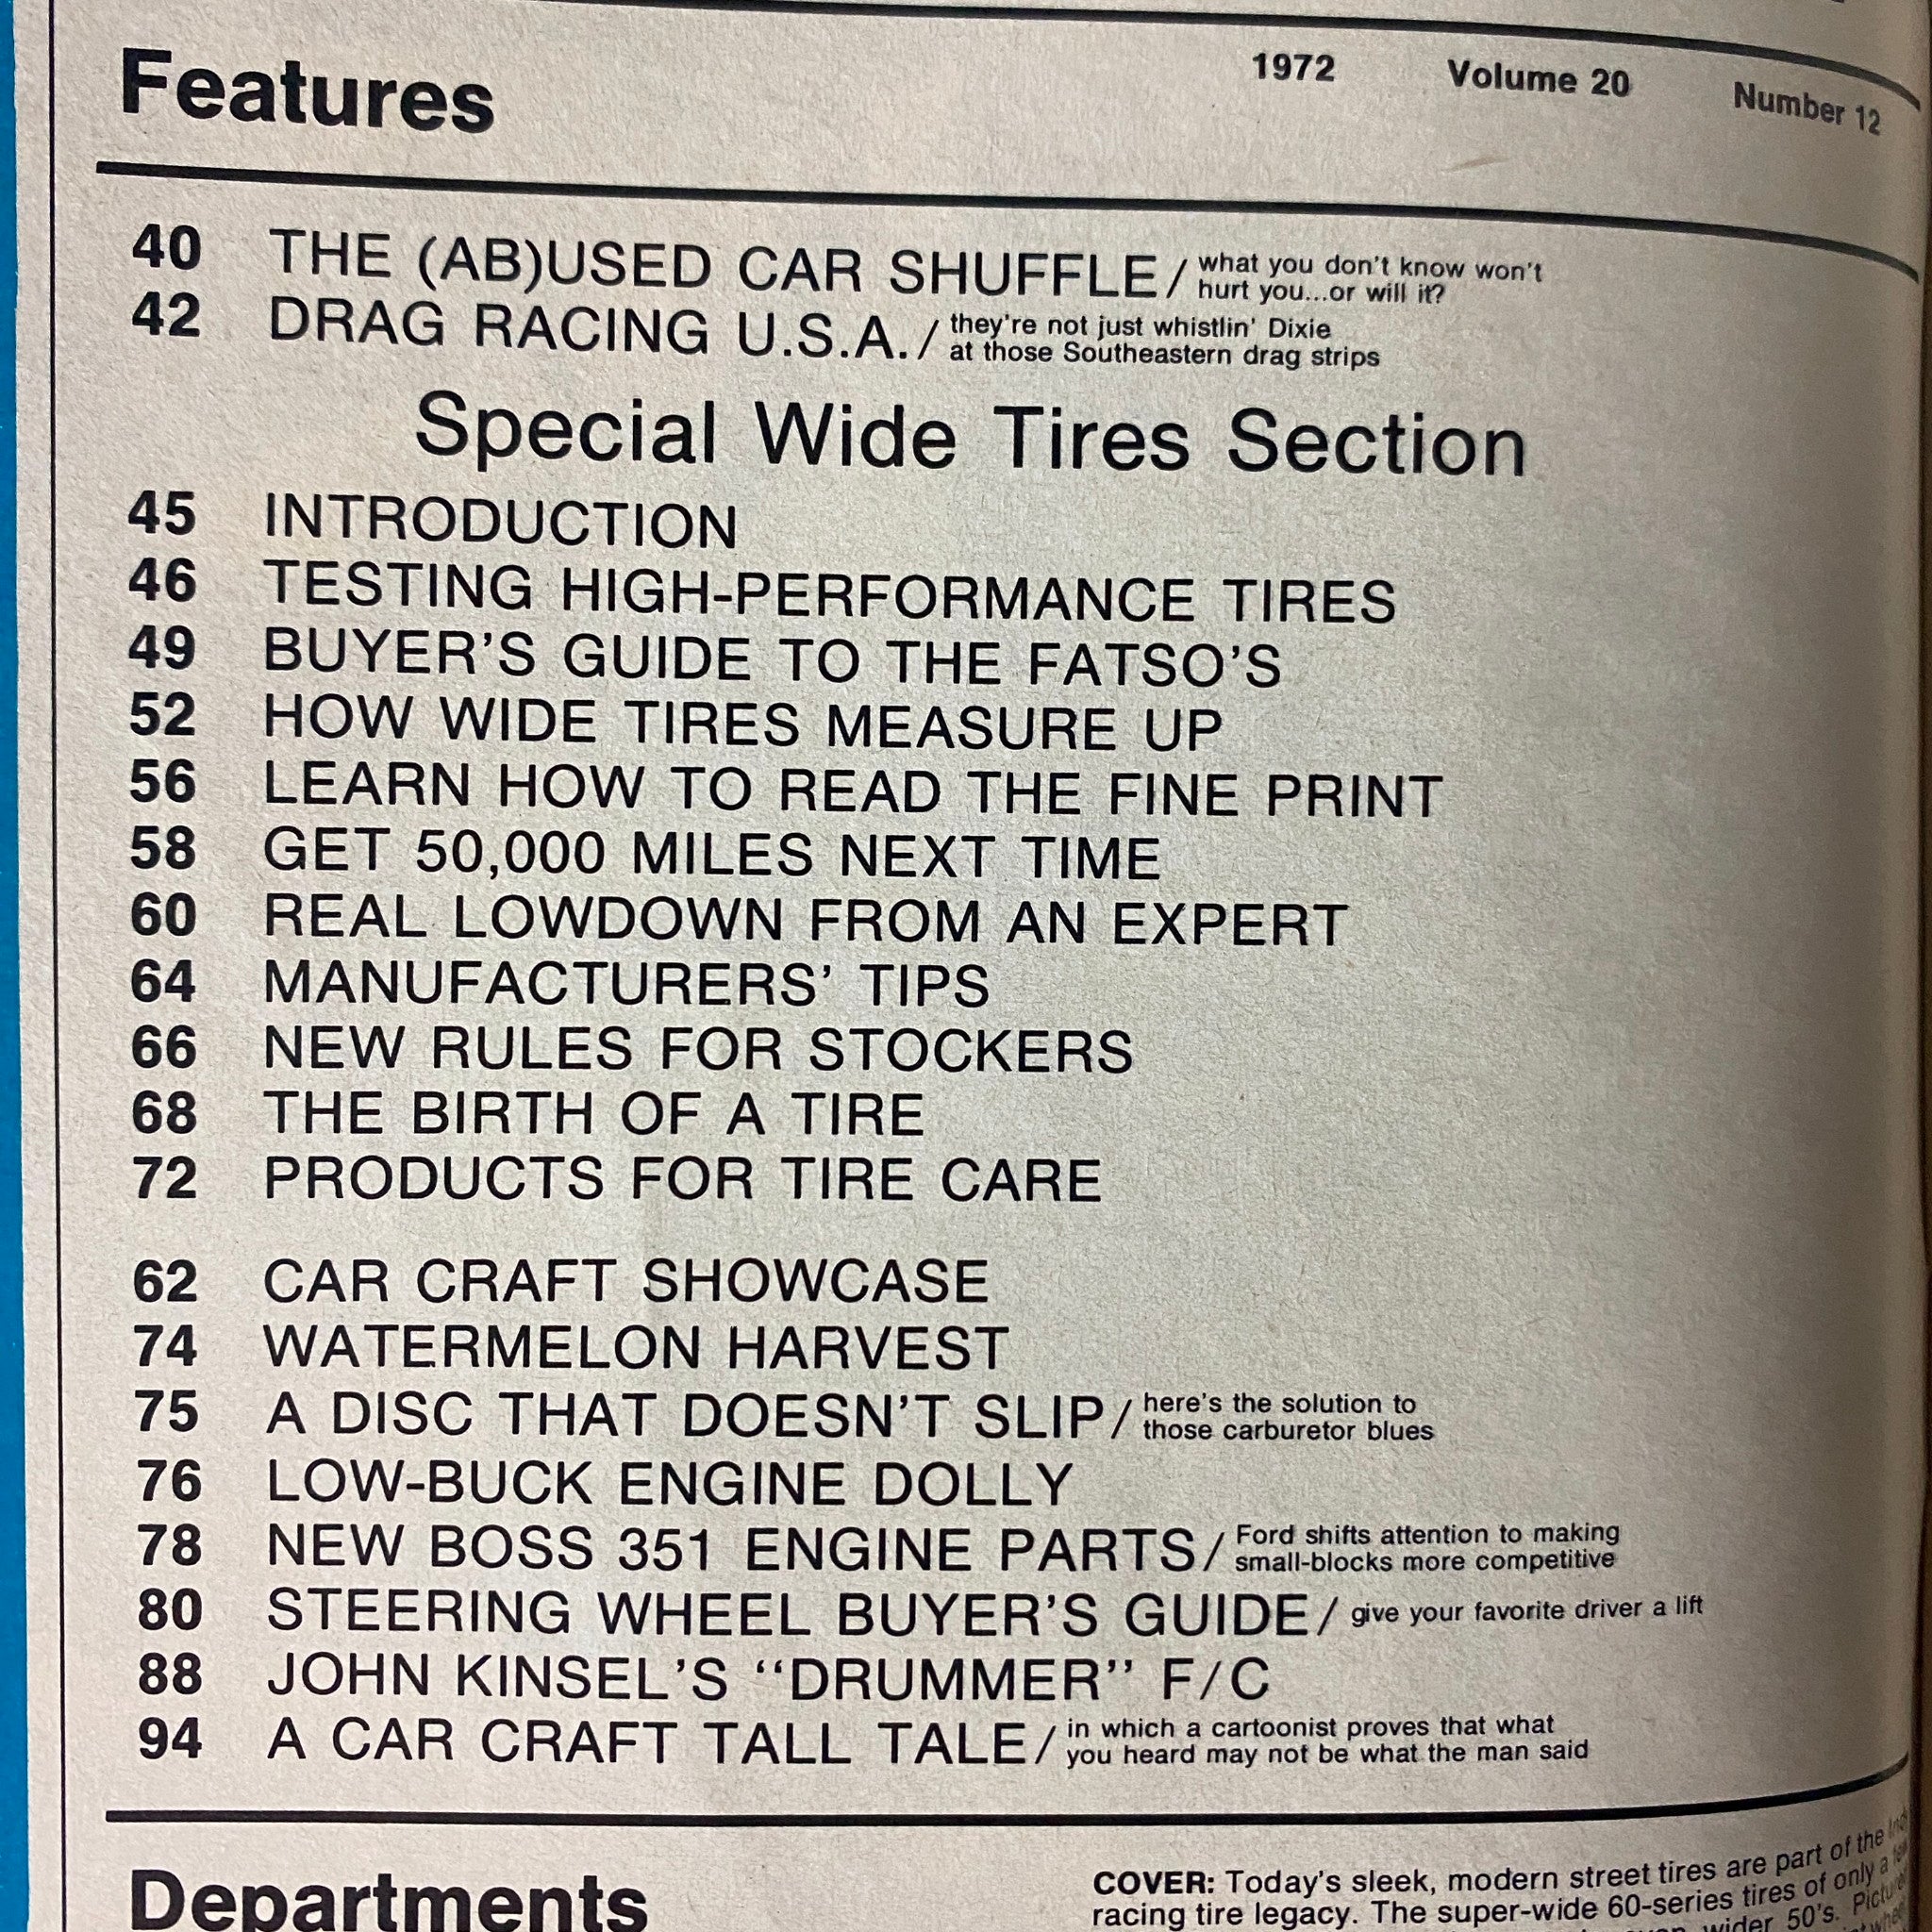 Features
1972 Volume 20 Number 12
40 THE (AB)USED CAR SHUFFLE/ what you don't know won't
hurt you...or will it?
42 DRAG RACING U.S.A./ they're not just whistlin' Dixie
at those Southeastern drag strips
Special Wide Tires Section
45 INTRODUCTION
46 TESTING HIGH-PERFORMANCE TIRES
49 BUYER'S GUIDE TO THE FATSO'S
52 HOW WIDE TIRES MEASURE UP
56 LEARN HOW TO READ THE FINE PRINT
58 GET 50,000 MILES NEXT TIME
60 REAL LOWDOWN FROM AN EXPERT
64 MANUFACTURERS' TIPS
66 NEW RULES FOR STOCKERS
68 THE BIRTH OF A TIRE
72 PRODUCTS FOR TIRE CARE
62 CAR CRAFT SHOWCASE
74 WATERMELON HARVEST
75 A DISC THAT DOESN'T SLIP/ here's the solution to
those carburetor blues
76 LOW-BUCK ENGINE DOLLY
78 NEW BOSS 351 ENGINE PARTS/ Ford shifts attention to making
small-blocks more competitive
80 STEERING WHEEL BUYER'S GUIDE/ give your favorite driver a lift
88 JOHN KINSEL'S "DRUMMER" F/C
94 A CAR CRAFT TALL TALE/ in which a cartoonist proves that what
you heard may not be what the man said
Departments
COVER: Today's sleek, modern street tires are part of the
racing tire legacy. The super-wide 60-series tires of only a
wider 50's.